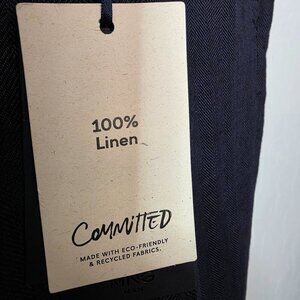 100%
Linen
COMMITTED
MADE WITH ECO-FRIENDLY
& RECYCLED FABRICS.